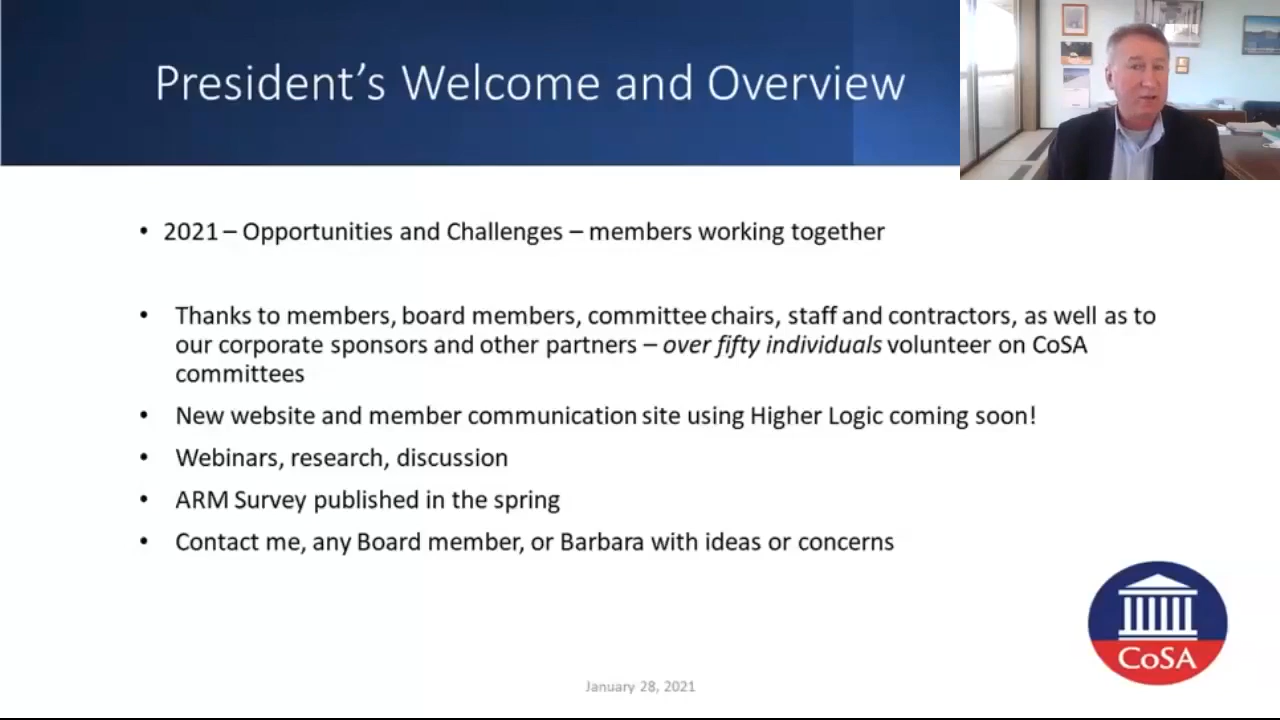 President's Welcome and Overview
• 2021 – Opportunities and Challenges – members working together
• Thanks to members, board members, committee chairs, staff and contractors, as well as to
our corporate sponsors and other partners – over fifty individuals volunteer on CoSA
committees
• New website and member communication site using Higher Logic coming soon!
• Webinars, research, discussion
• ARM Survey published in the spring
• Contact me, any Board member, or Barbara with ideas or concerns
CoSA
January 28, 2021